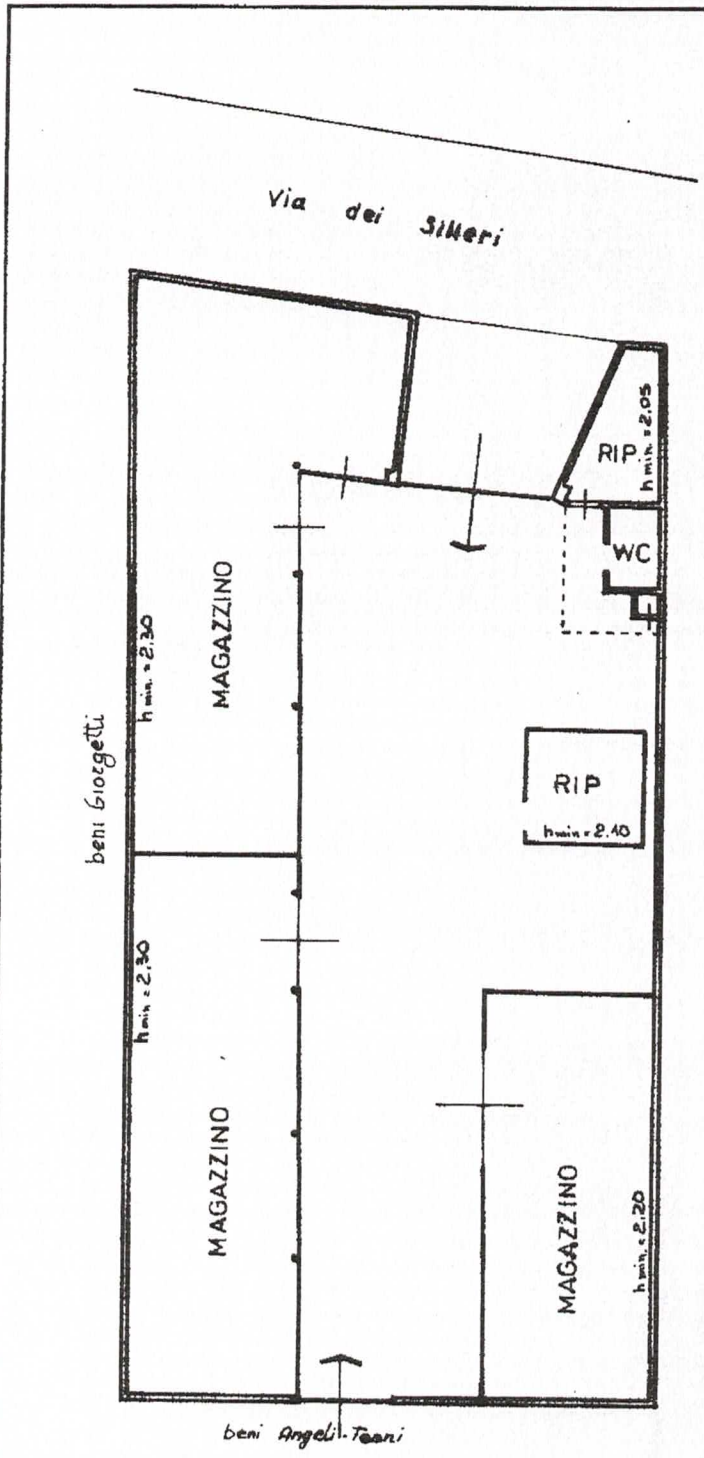 Via dei Silleri
RIP.
h min. = 2.05
WC
MAGAZZINO
h min. = 2.30
beni Giorgetti
RIP
h min = 2.10
h min = 2.30
MAGAZZINO
MAGAZZINO
h min. = 2.20
beni Angeli-